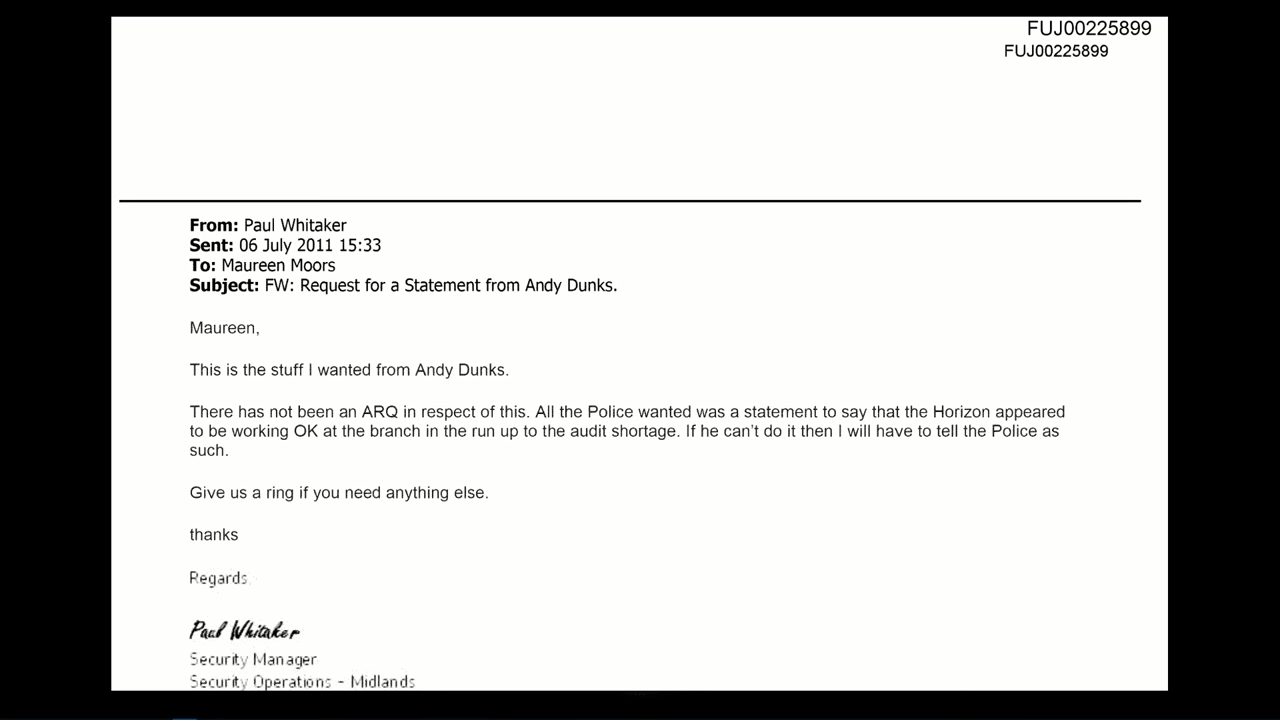 FUJ00225899
FUJ00225899
From: Paul Whitaker
Sent: 06 July 2011 15:33
To: Maureen Moors
Subject: FW: Request for a Statement from Andy Dunks.
Maureen,
This is the stuff I wanted from Andy Dunks.
There has not been an ARQ in respect of this. All the Police wanted was a statement to say that the Horizon appeared
to be working OK at the branch in the run up to the audit shortage. If he can't do it then I will have to tell the Police as
such.
Give us a ring if you need anything else.
thanks
Regards,
Paul Whitaker
Security Manager
Security Operations - Midlands